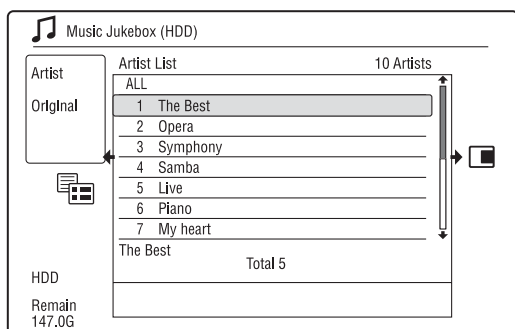 Music Jukebox (HDD)
Artist
Original
Artist List 10 Artists
ALL
1 The Best
2 Opera
3 Symphony
4 Samba
5 Live
6 Piano
7 My heart
The Best
Total 5
HDD
Remain
147.0G